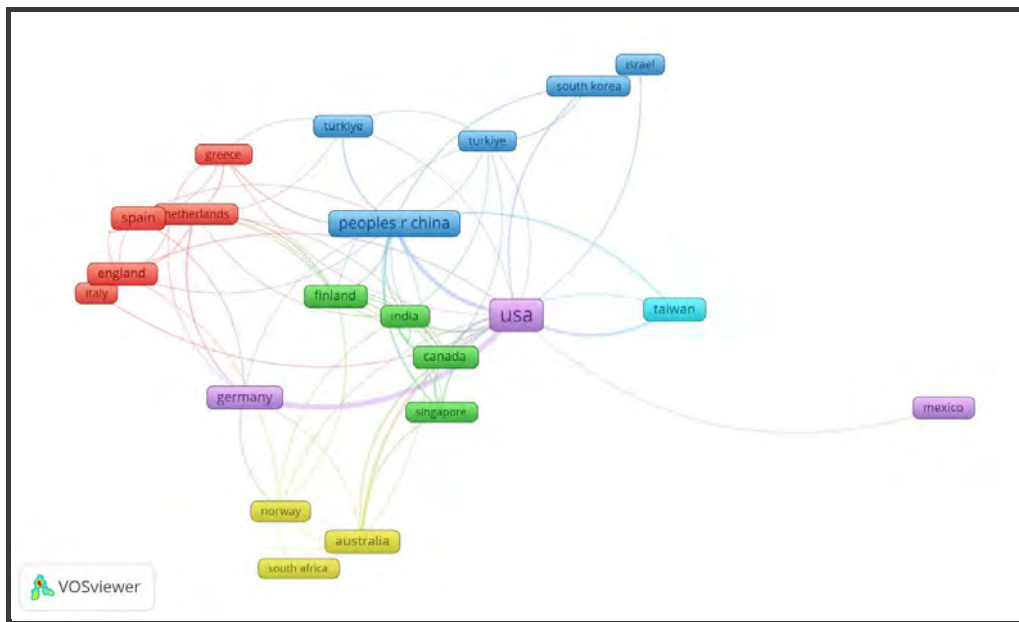 israel
south korea
türkiye
turkiye
greece
netherlands
spain
peoples r china
england
italy
finland
india
usa
taiwan
canada
germany
singapore
mexico
norway
australia
south africa
VOSviewer